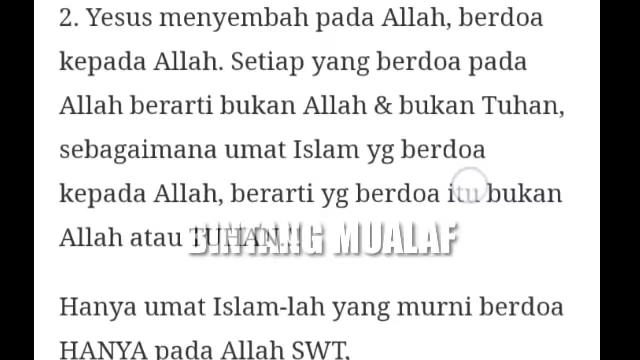 2. Yesus menyembah pada Allah, berdoa
kepada Allah. Setiap yang berdoa pada
Allah berarti bukan Allah & bukan Tuhan,
sebagaimana umat Islam yg berdoa
kepada Allah, berarti yg berdoa itu bukan
Allah atau TUHAN.!!
BINTANG MUALAF
Hanya umat Islam-lah yang murni berdoa
HANYA pada Allah SWT,